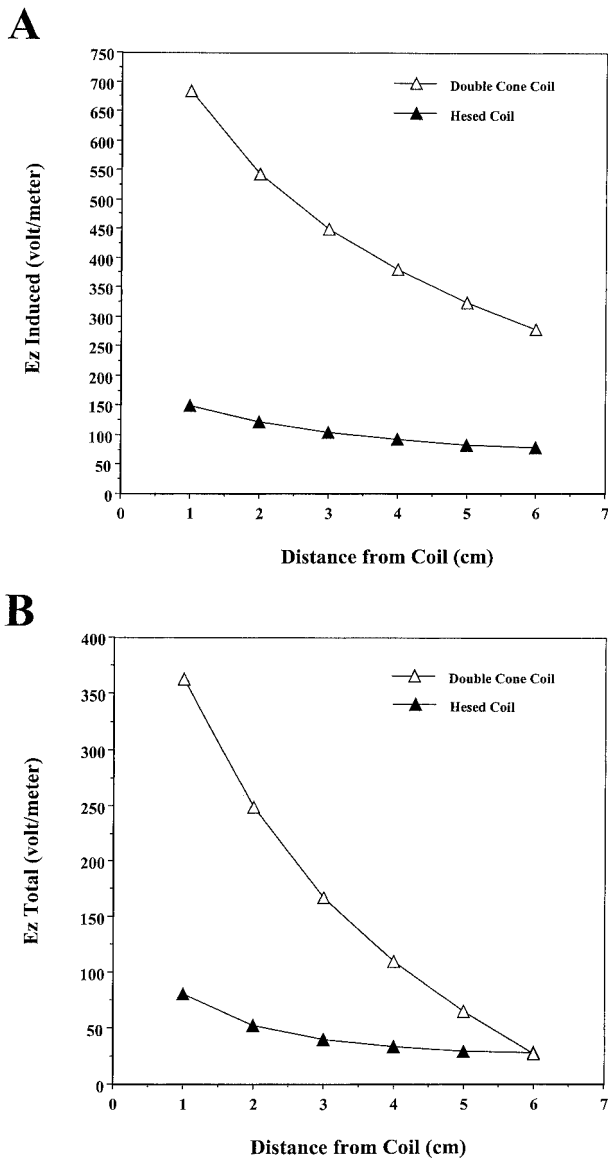 A
Ez Induced (volt/meter)
750
700
650
600
550
500
450
400
350
300
250
200
150
100
50
0
Double Cone Coil
Hesed Coil
0 1 2 3 4 5 6 7
Distance from Coil (cm)
B
Ez Total (volt/meter)
400
350
300
250
200
150
100
50
0
Double Cone Coil
Hesed Coil
0 1 2 3 4 5 6 7
Distance from Coil (cm)